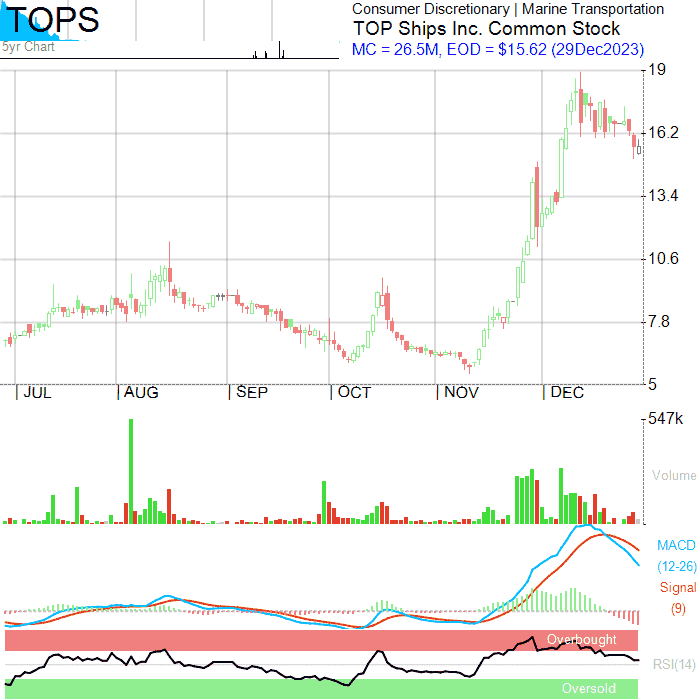 TOPS
Consumer Discretionary | Marine Transportation
TOP Ships Inc. Common Stock
MC = 26.5M, EOD = $15.62 (29Dec2023)
5yr Chart
19
16.2
13.4
10.6
7.8
5
JUL
AUG
SEP
OCT
NOV
DEC
547k
Volume
MACD
(12-26)
Signal
(9)
Overbought
RSI(14)
Oversold